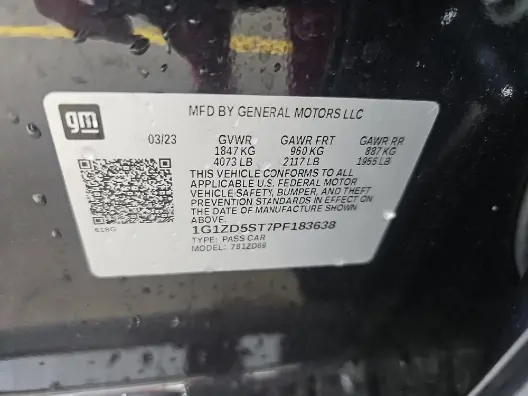 gm
MFD BY GENERAL MOTORS LLC
03/23 GVWR GAWR FRT GAWR RR
1847 KG 960 KG 887 KG
4073 LB 2117 LB 1955 LB
THIS VEHICLE CONFORMS TO ALL
APPLICABLE U.S. FEDERAL MOTOR
VEHICLE SAFETY, BUMPER, AND THEFT
PREVENTION STANDARDS IN EFFECT ON
THE DATE OF MANUFACTURE SHOWN
ABOVE.
1G1ZD5ST7PF183638
TYPE: PASS CAR
MODEL: 781ZD69